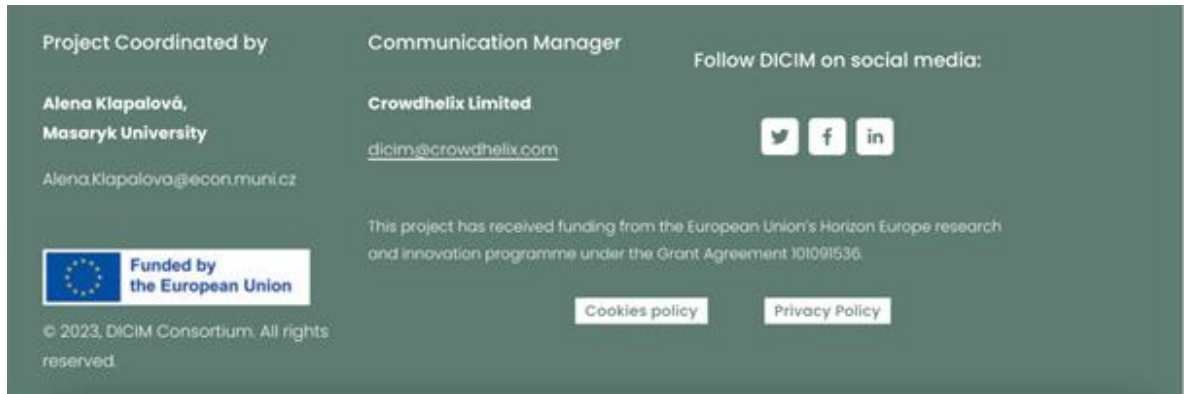 Project Coordinated by
Alena Klapalová,
Masaryk University
Alena.Klapalova@econ.muni.cz
Funded by
the European Union
© 2023, DICIM Consortium. All rights
reserved.
Communication Manager
Crowdhelix Limited
dicim@crowdhelix.com
This project has received funding from the European Union's Horizon Europe research
and innovation programme under the Grant Agreement 101091536.
Cookies policy
Privacy Policy
Follow DICIM on social media:
f
in